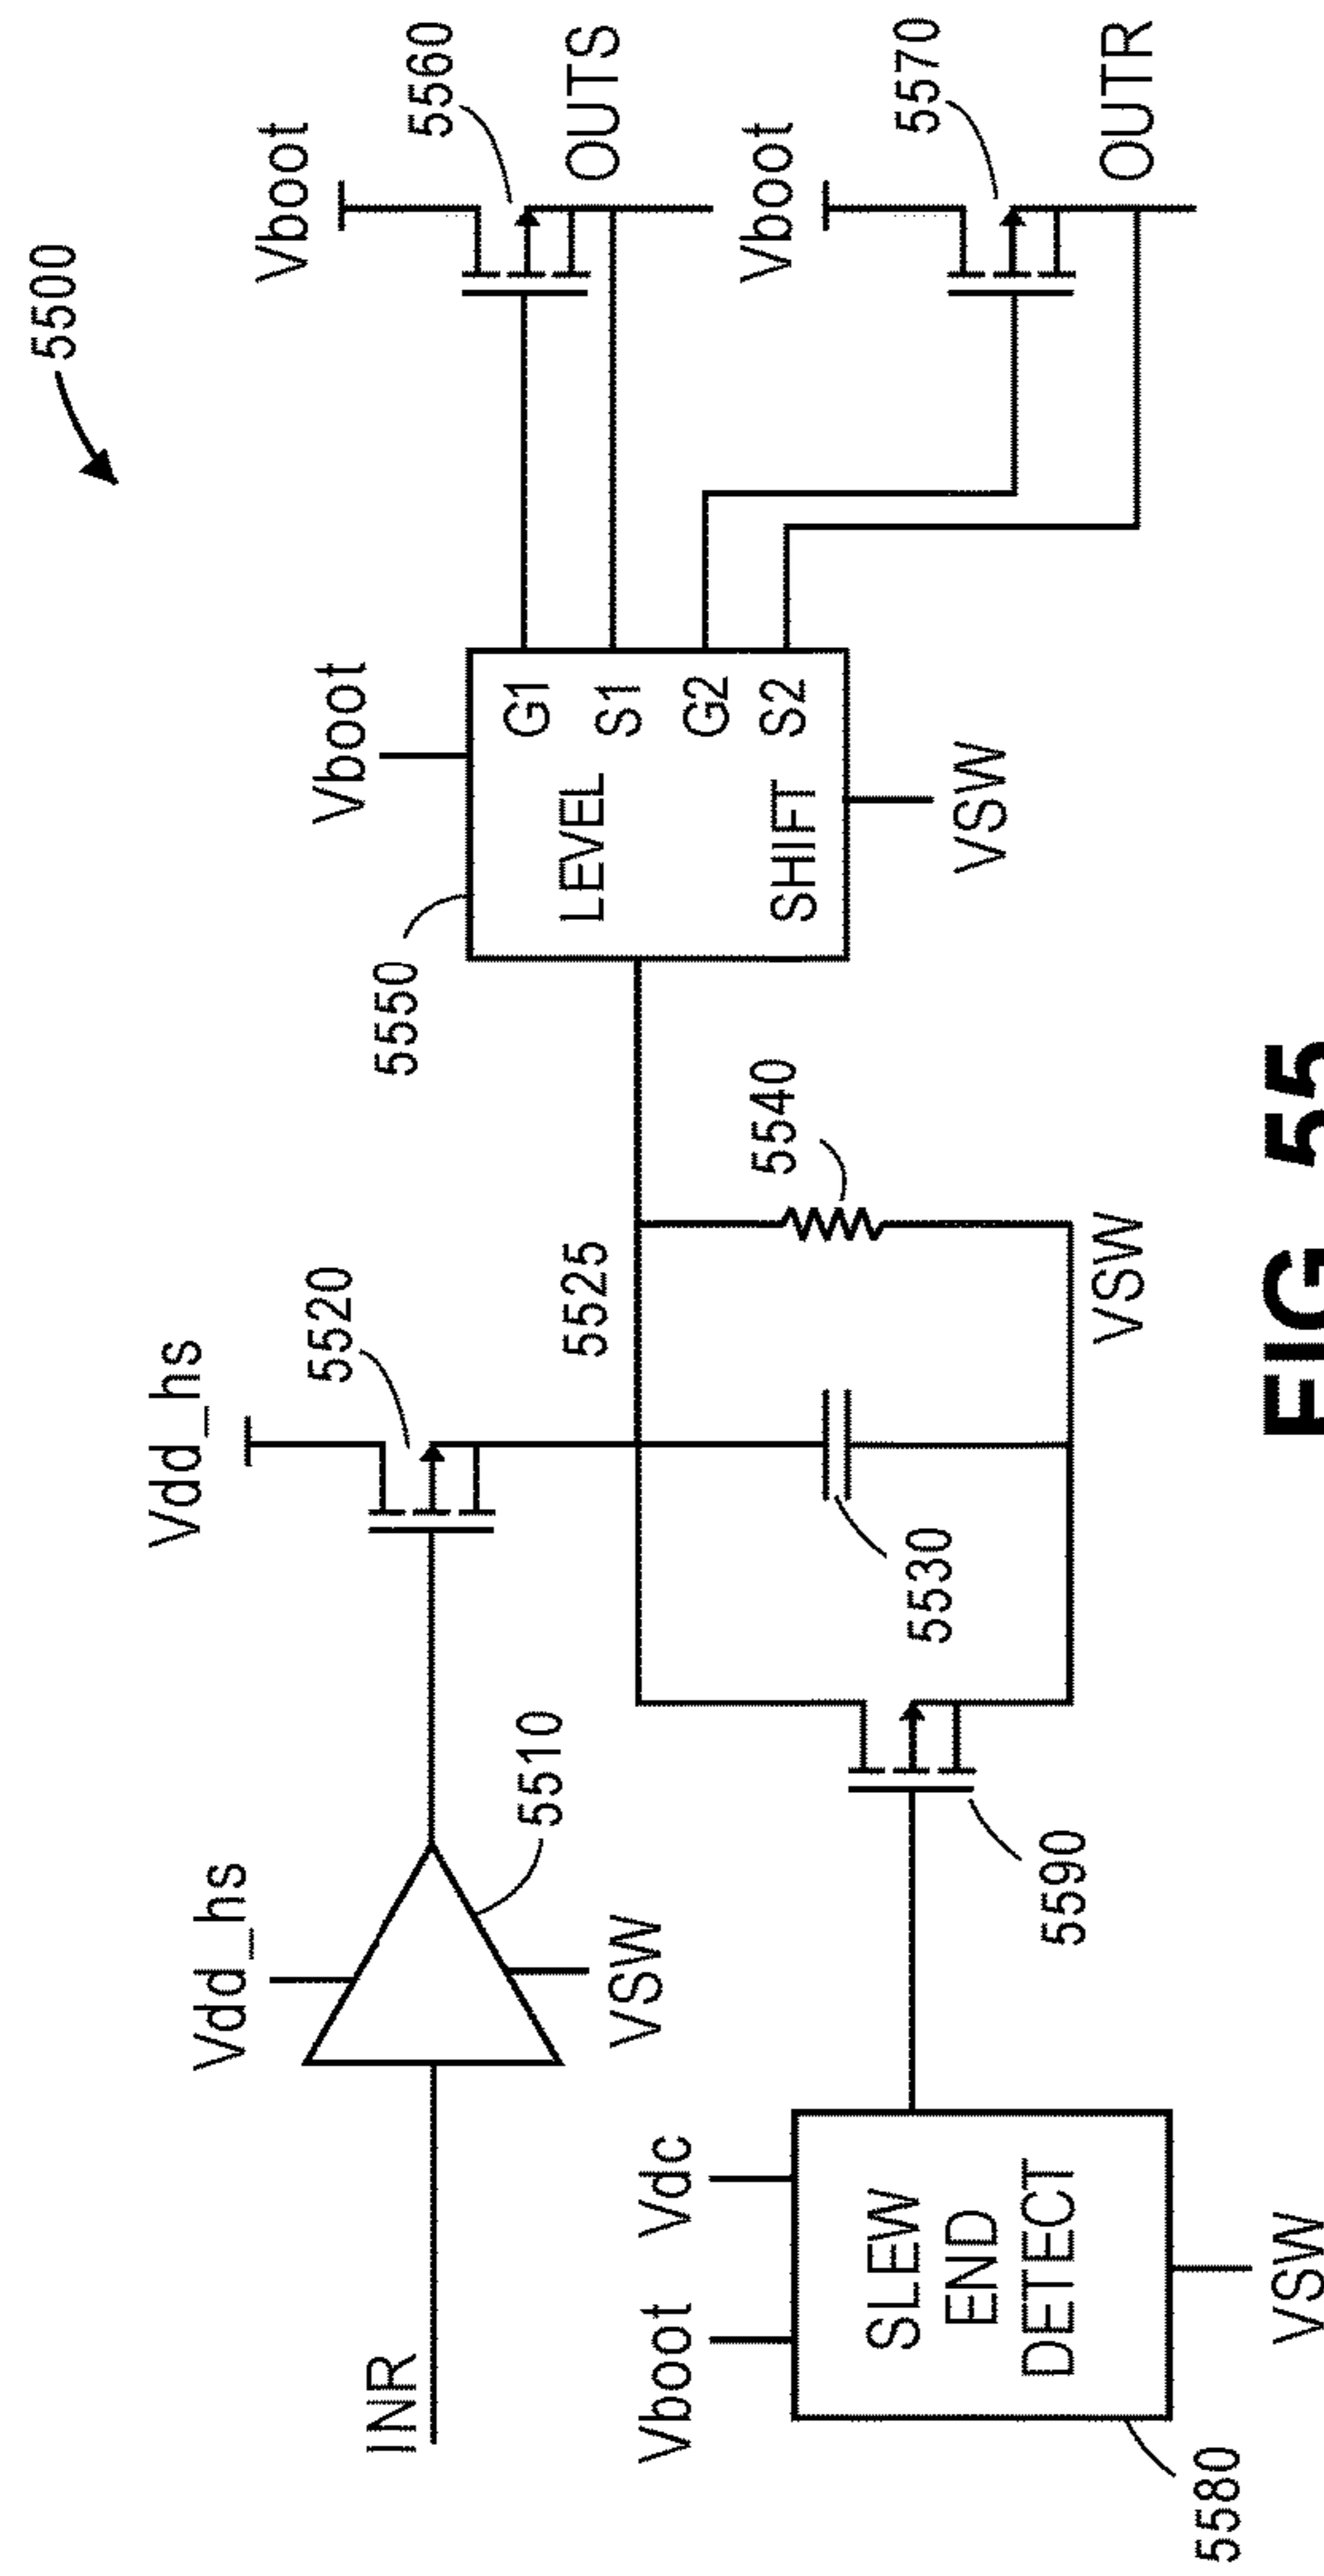 5500
Vdd_hs
Vdd_hs
5520
Vboot
Vboot
5560
OUTS
INR
5510
VSW
5525
5550
LEVEL
SHIFT
G1
S1
G2
S2
VSW
Vboot
5570
OUTR
Vboot
Vdc
SLEW
END
DETECT
5580
VSW
5590
5530
5540
VSW
FIG. 55